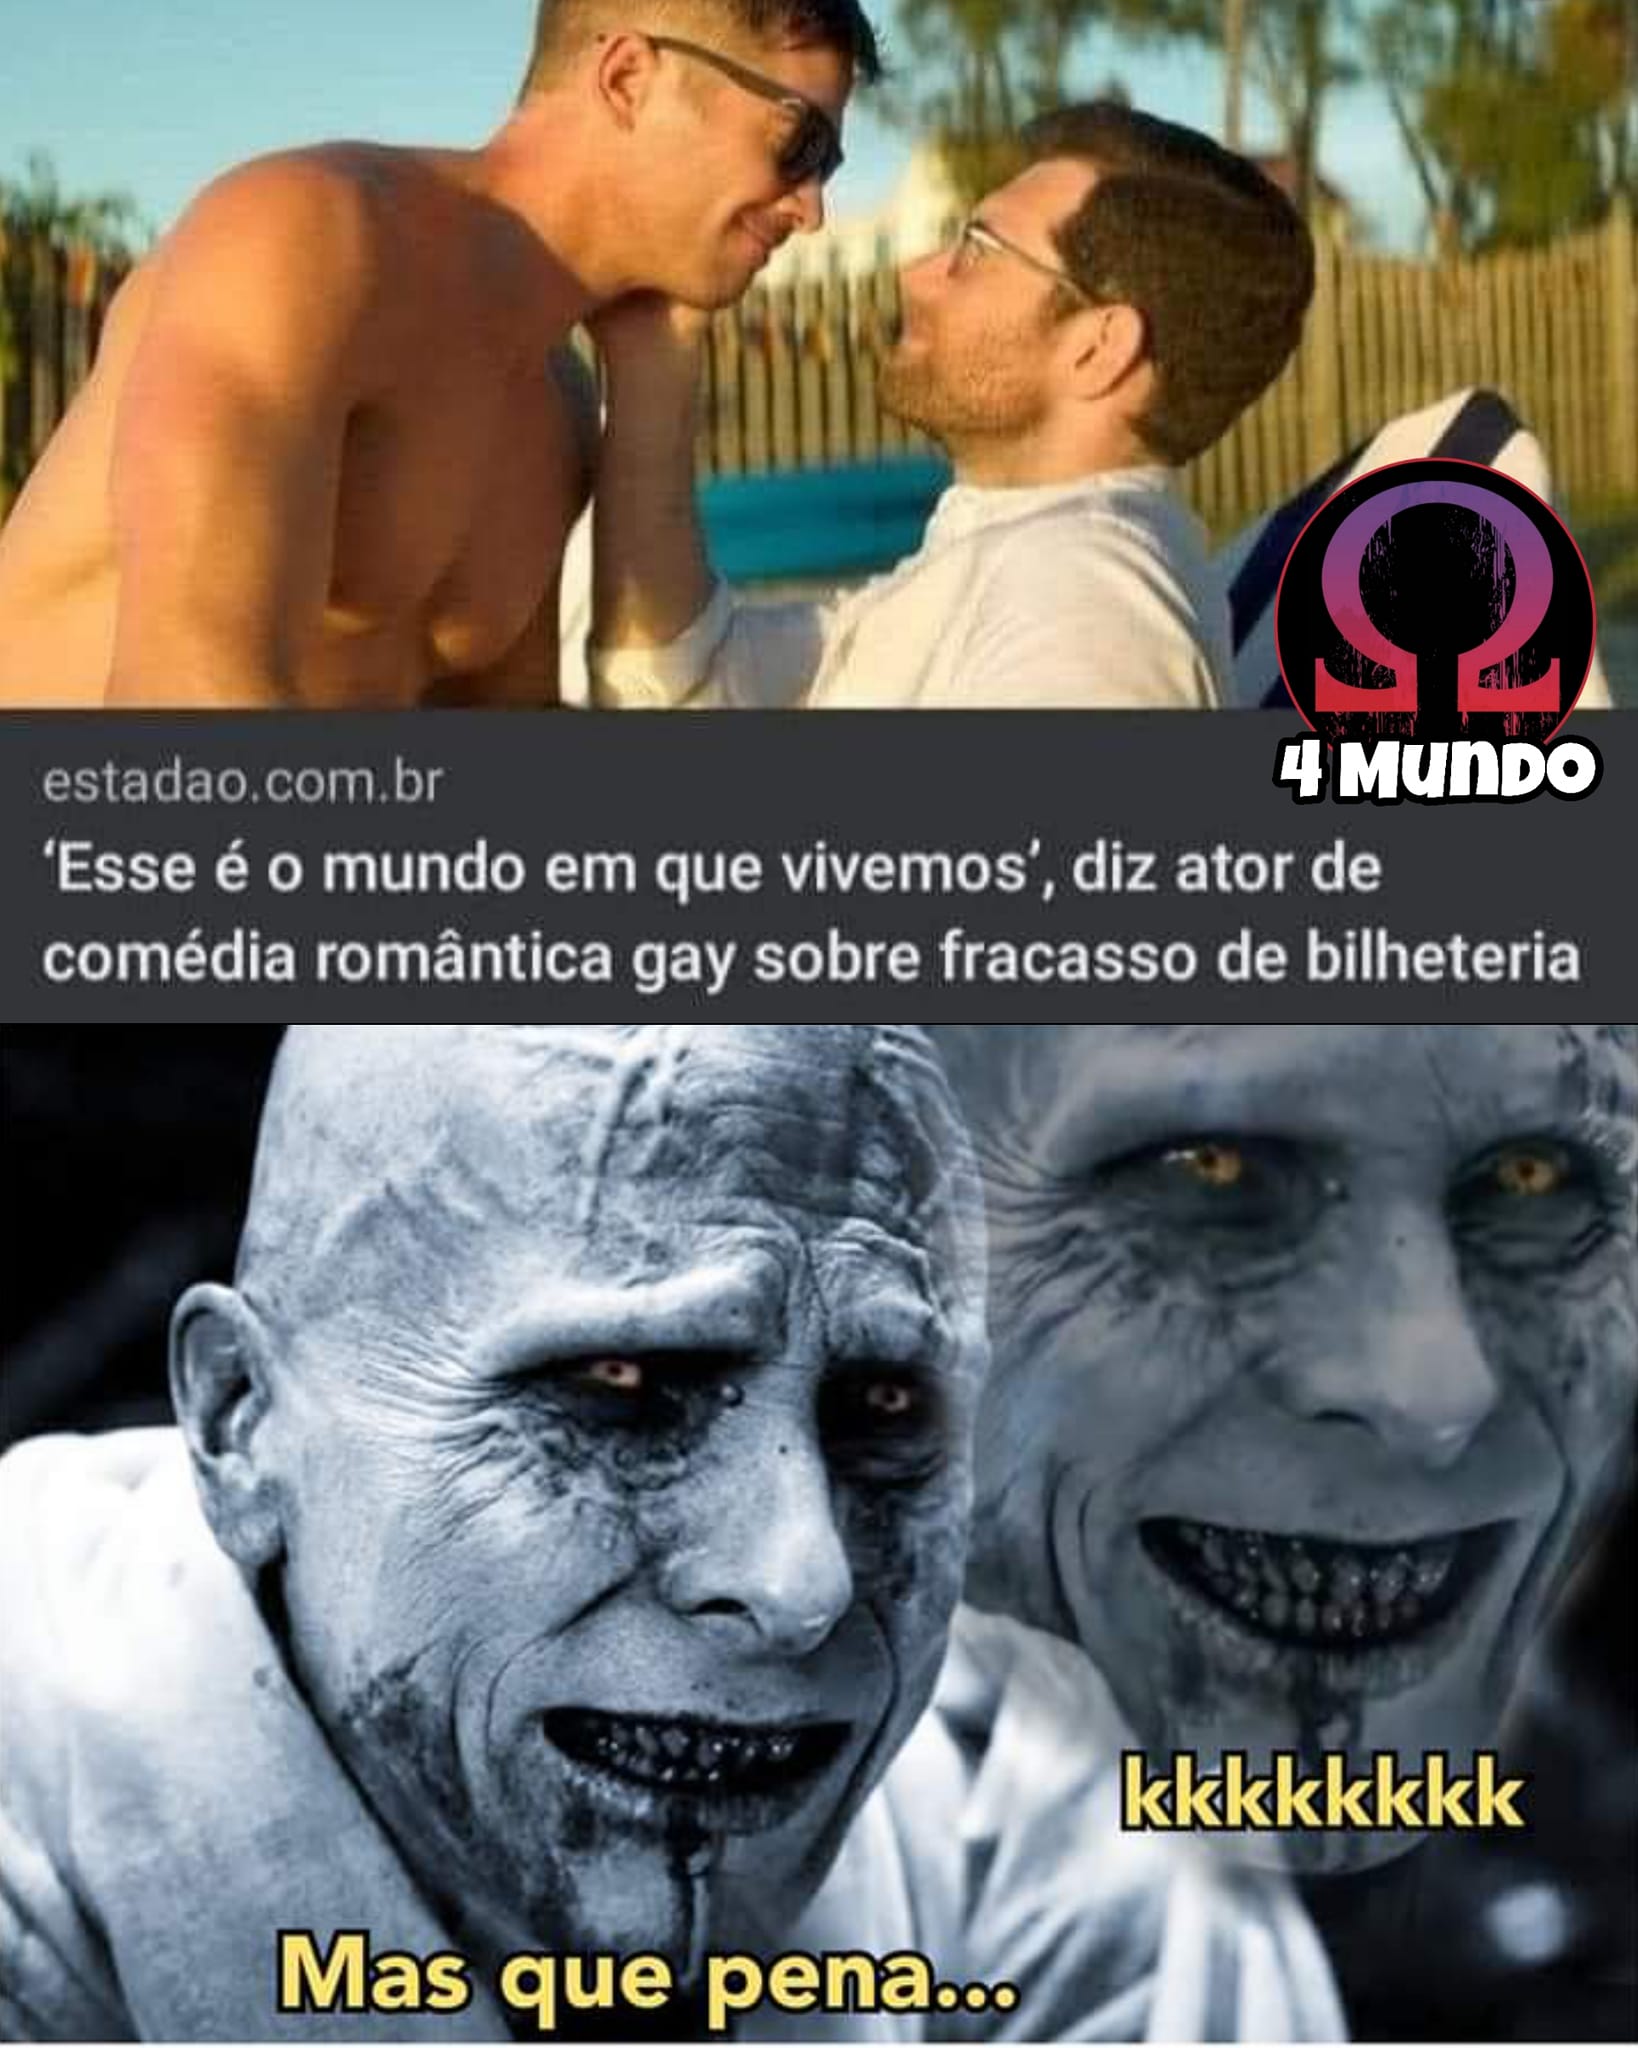 4 MUNDO
estadao.com.br
‘Esse é o mundo em que vivemos’, diz ator de
comédia romântica gay sobre fracasso de bilheteria
kkkkkkkk
Mas que pena...